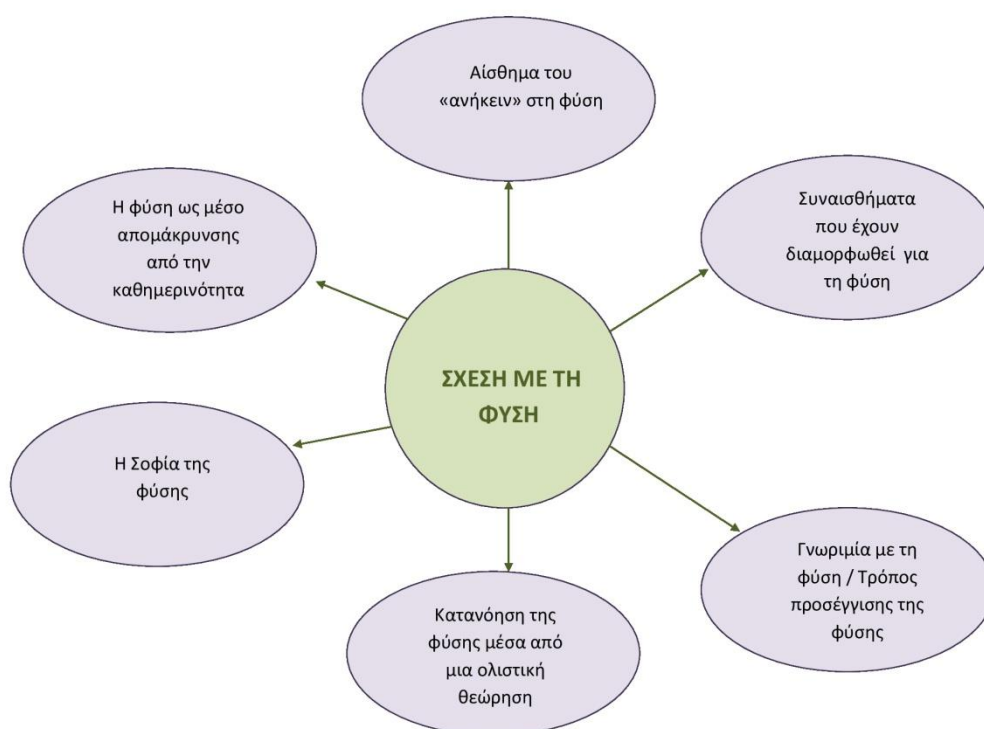 Αίσθημα του
«ανήκειν» στη φύση
Συναισθήματα
που έχουν
διαμορφωθεί για
τη φύση
Η φύση ως μέσο
απομάκρυνσης
από την
καθημερινότητα
ΣΧΕΣΗ ΜΕ ΤΗ
ΦΥΣΗ
Η Σοφία της
φύσης
Γνωριμία με τη
φύση / Τρόπος
προσέγγισης της
φύσης
Κατανόηση της
φύσης μέσα από
μια ολιστική
θεώρηση